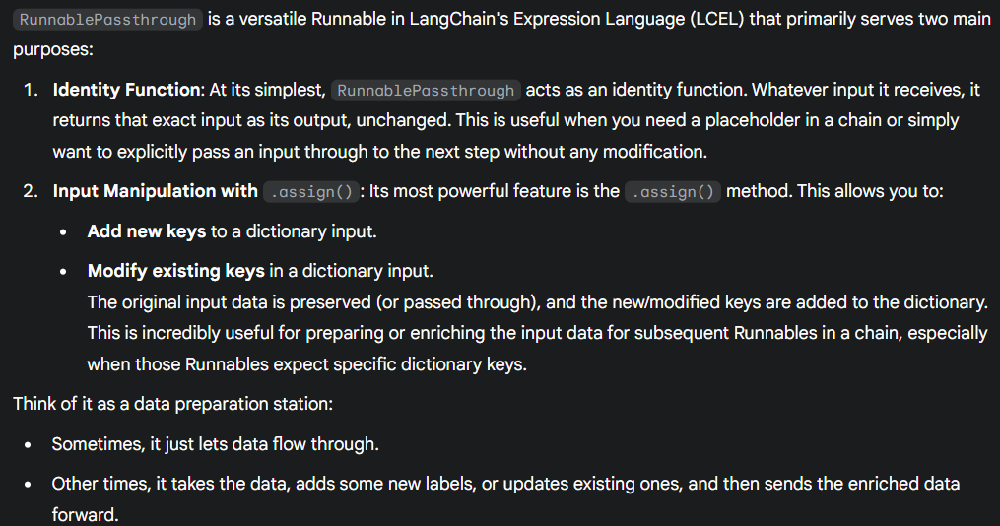 RunnablePassthrough is a versatile Runnable in LangChain's Expression Language (LCEL) that primarily serves two main
purposes:
1. Identity Function: At its simplest, RunnablePassthrough acts as an identity function. Whatever input it receives, it
returns that exact input as its output, unchanged. This is useful when you need a placeholder in a chain or simply
want to explicitly pass an input through to the next step without any modification.
2. Input Manipulation with .assign(): Its most powerful feature is the .assign() method. This allows you to:
• Add new keys to a dictionary input.
• Modify existing keys in a dictionary input.
The original input data is preserved (or passed through), and the new/modified keys are added to the dictionary.
This is incredibly useful for preparing or enriching the input data for subsequent Runnables in a chain, especially
when those Runnables expect specific dictionary keys.
Think of it as a data preparation station:
• Sometimes, it just lets data flow through.
• Other times, it takes the data, adds some new labels, or updates existing ones, and then sends the enriched data
forward.